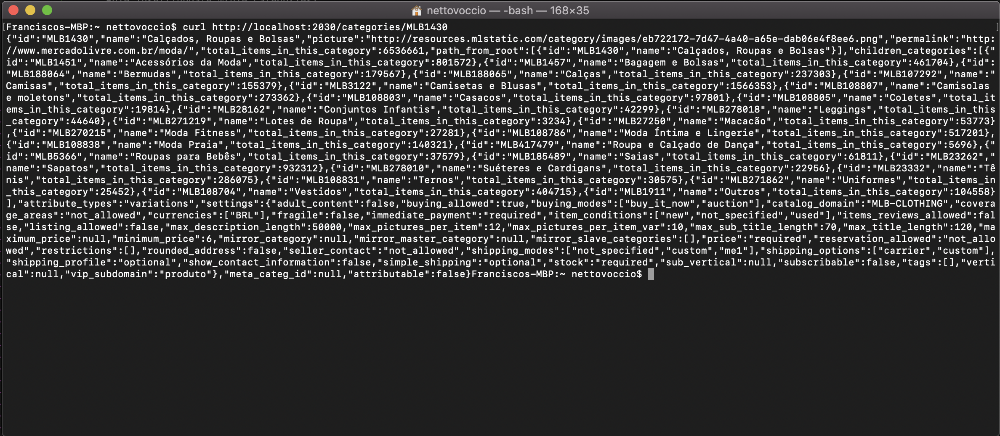 nettovoccio — -bash — 168×35
[Franciscos-MBP:~ nettovoccio$ curl http://localhost:2030/categories/MLB1430 ]
{"id":"MLB1430","name":"Calçados, Roupas e Bolsas","picture":"http://resources.mlstatic.com/category/images/eb722172-7d47-4a40-a65e-dab06e4f8ee6.png","permalink":"http:
//www.mercadolivre.com.br/moda/","total_items_in_this_category":6536661,"path_from_root":[{"id":"MLB1430","name":"Calçados, Roupas e Bolsas"}],"children_categories":[{"
id":"MLB1451","name":"Acessórios da Moda","total_items_in_this_category":801572},{"id":"MLB1457","name":"Bagagem e Bolsas","total_items_in_this_category":461704},{"id":
"MLB188064","name":"Bermudas","total_items_in_this_category":179567},{"id":"MLB188065","name":"Calças","total_items_in_this_category":237303},{"id":"MLB107292","name":"
Camisas","total_items_in_this_category":155379},{"id":"MLB3122","name":"Camisetas e Blusas","total_items_in_this_category":1566353},{"id":"MLB108807","name":"Camisolas
e moletons","total_items_in_this_category":273362},{"id":"MLB108803","name":"Casacos","total_items_in_this_category":97801},{"id":"MLB108805","name":"Coletes","total_it
ems_in_this_category":19814},{"id":"MLB28162","name":"Conjuntos Infantis","total_items_in_this_category":42299},{"id":"MLB278018","name":"Leggings","total_items_in_this
_category":44640},{"id":"MLB271219","name":"Lotes de Roupa","total_items_in_this_category":3234},{"id":"MLB27250","name":"Macacão","total_items_in_this_category":53773}
,{"id":"MLB270215","name":"Moda Fitness","total_items_in_this_category":27281},{"id":"MLB108786","name":"Moda Íntima e Lingerie","total_items_in_this_category":517201},
{"id":"MLB108838","name":"Moda Praia","total_items_in_this_category":140321},{"id":"MLB417479","name":"Roupa e Calçado de Dança","total_items_in_this_category":5696},{"
id":"MLB5366","name":"Roupas para Bebês","total_items_in_this_category":37579},{"id":"MLB185489","name":"Saias","total_items_in_this_category":61811},{"id":"MLB23262","
name":"Sapatos","total_items_in_this_category":932312},{"id":"MLB278010","name":"Suéteres e Cardigans","total_items_in_this_category":22956},{"id":"MLB23332","name":"Tê
nis","total_items_in_this_category":286075},{"id":"MLB108831","name":"Ternos","total_items_in_this_category":30575},{"id":"MLB271862","name":"Uniformes","total_items_in
_this_category":25452},{"id":"MLB108704","name":"Vestidos","total_items_in_this_category":404715},{"id":"MLB1911","name":"Outros","total_items_in_this_category":104558}
],"attribute_types":"variations","settings":{"adult_content":false,"buying_allowed":true,"buying_modes":["buy_it_now","auction"],"catalog_domain":"MLB-CLOTHING","covera
ge_areas":"not_allowed","currencies":["BRL"],"fragile":false,"immediate_payment":"required","item_conditions":["new","not_specified","used"],"items_reviews_allowed":fal
se,"listing_allowed":false,"max_description_length":50000,"max_pictures_per_item":12,"max_pictures_per_item_var":10,"max_sub_title_length":70,"max_title_length":120,"ma
ximum_price":null,"minimum_price":6,"mirror_category":null,"mirror_master_category":null,"mirror_slave_categories":[],"price":"required","reservation_allowed":"not_allo
wed","restrictions":[],"rounded_address":false,"seller_contact":"not_allowed","shipping_modes":["not_specified","custom","me1"],"shipping_options":["carrier","custom"],
"shipping_profile":"optional","show_contact_information":false,"simple_shipping":"optional","stock":"required","sub_vertical":null,"subscribable":false,"tags":[],"verti
cal":null,"vip_subdomain":"produto"},"meta_categ_id":null,"attributable":false}Franciscos-MBP:~ nettovoccio$